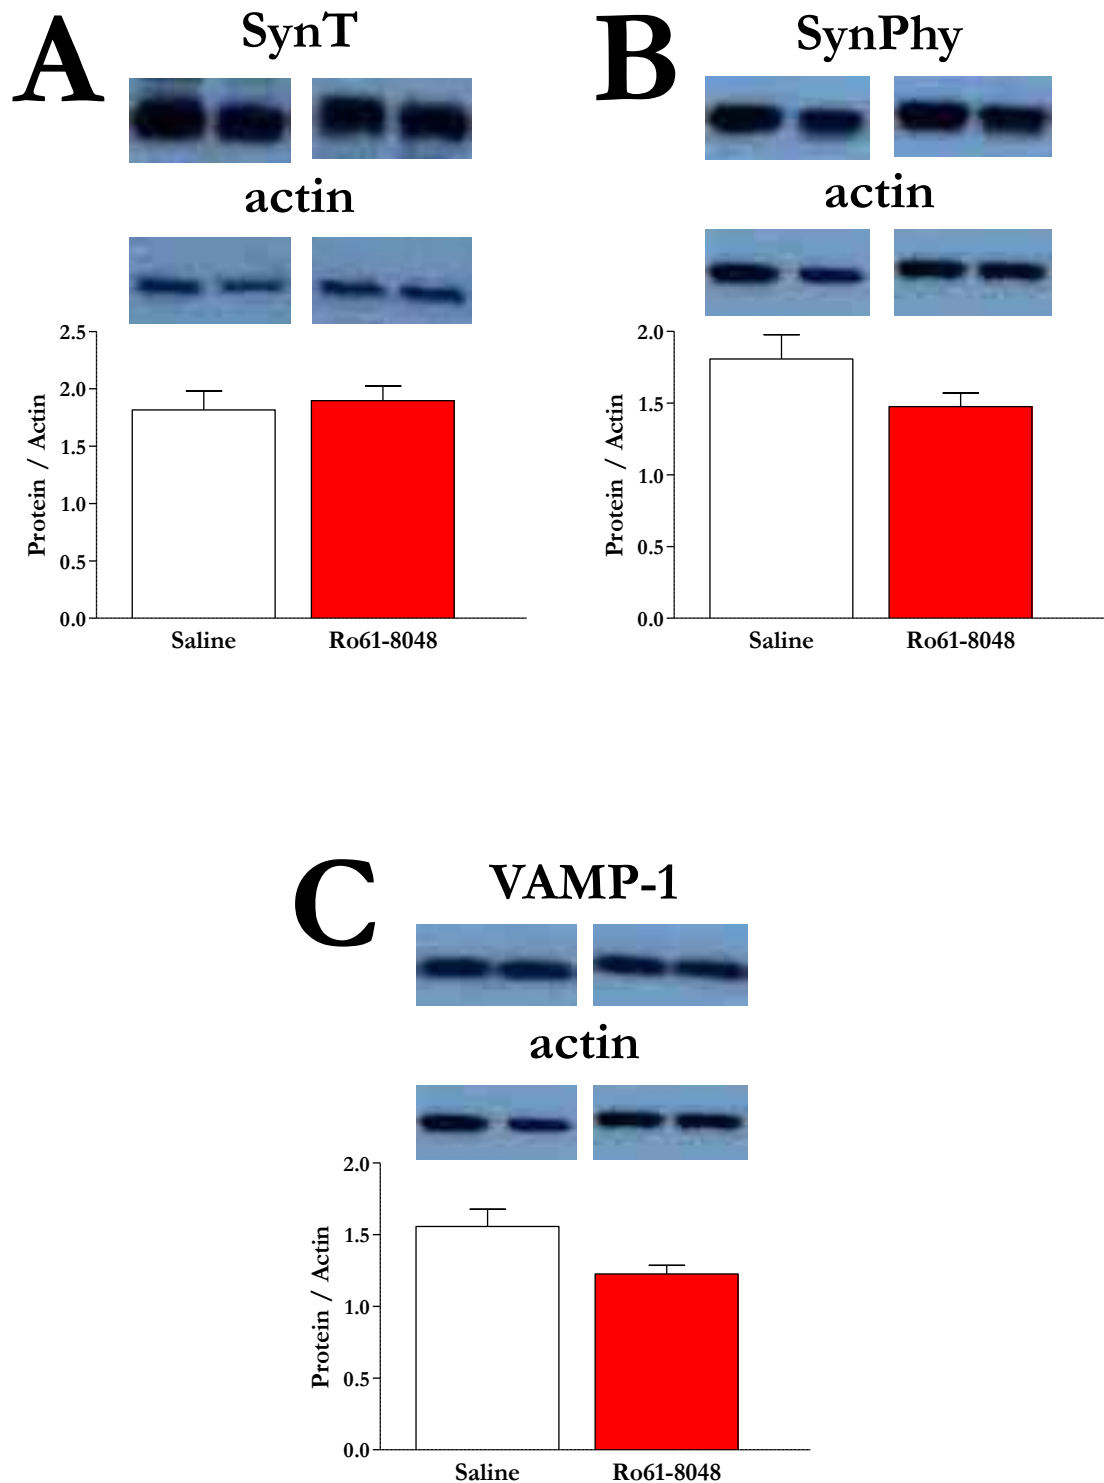 A
SynT
actin
2.5
2.0
1.5
1.0
0.5
0.0
Protein / Actin
Saline Ro61-8048
B
SynPhy
actin
2.0
1.5
1.0
0.5
0.0
Protein / Actin
Saline Ro61-8048
C
VAMP-1
actin
2.0
1.5
1.0
0.5
0.0
Protein / Actin
Saline Ro61-8048